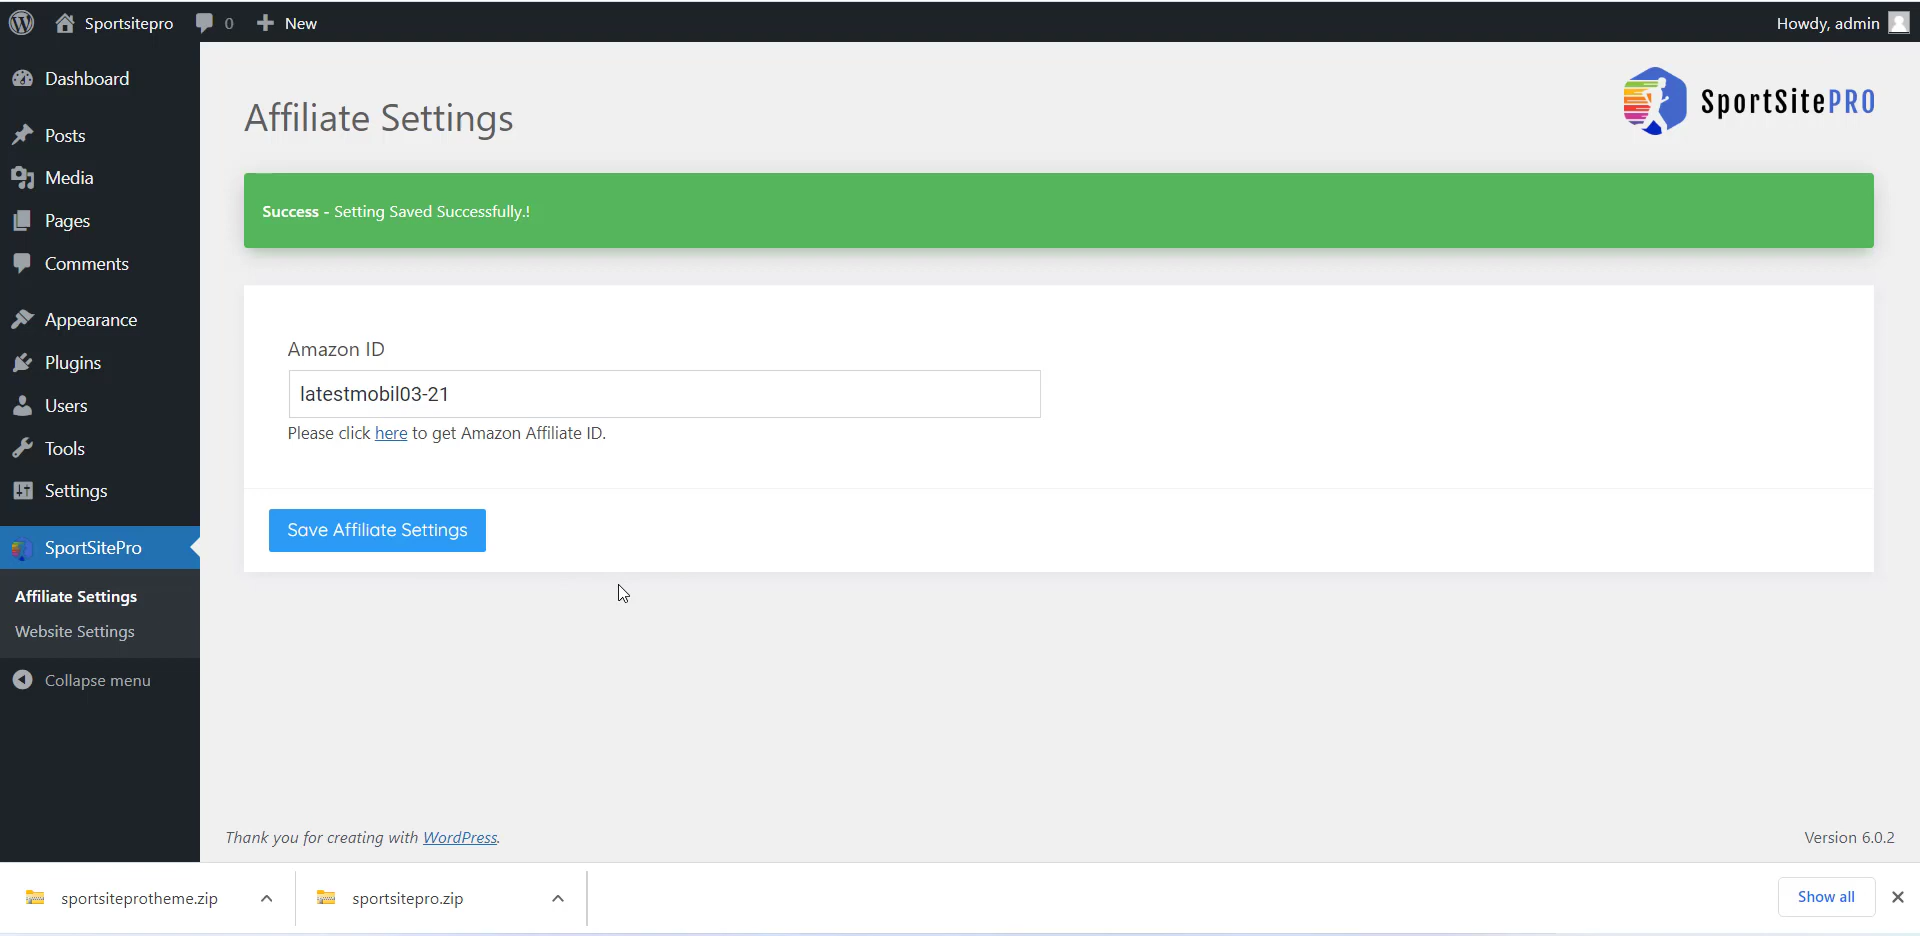 Sportsitepro 0 New Howdy, admin
Dashboard
Posts
Media
Pages
Comments
Appearance
Plugins
Users
Tools
Settings
SportSitePro
Affiliate Settings
Website Settings
Collapse menu
Affiliate Settings
SportSitePRO
Success - Setting Saved Successfully.!
Amazon ID
latestmobil03-21
Please click here to get Amazon Affiliate ID.
Save Affiliate Settings
Thank you for creating with WordPress.
Version 6.0.2
sportsiteprotheme.zip
sportsitepro.zip
Show all